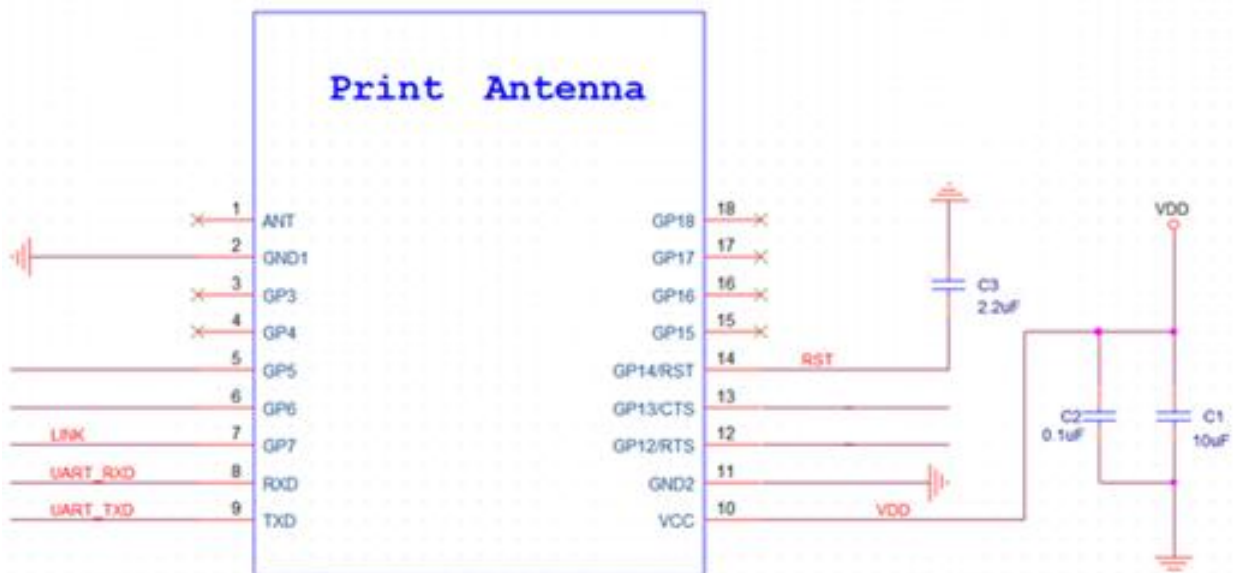 Print Antenna
1 ANT
2 GND1
3 GP3
4 GP4
5 GP5
6 GP6
LINK 7 GP7
UART_RXD 8 RXD
UART_TXD 9 TXD
GP18 18
GP17 17
GP16 16
GP15 15
GP14/RST 14 RST
GP13/CTS 13
GP12/RTS 12
GND2 11
VCC 10 VDD
C3
2.2uF
VDD
C2
0.1uF
C1
10uF